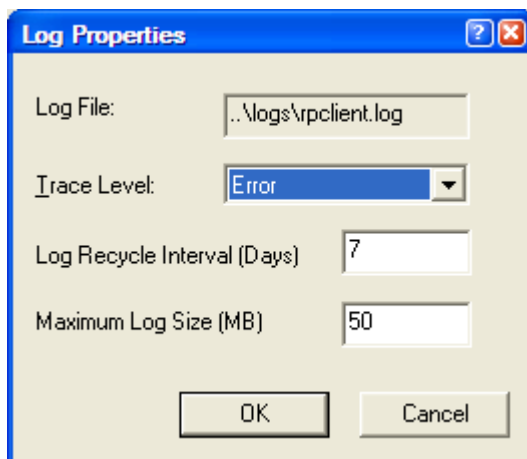 Log Properties
Log File: ..\logs\rpclient.log
Trace Level: Error
Log Recycle Interval (Days) 7
Maximum Log Size (MB) 50
OK Cancel